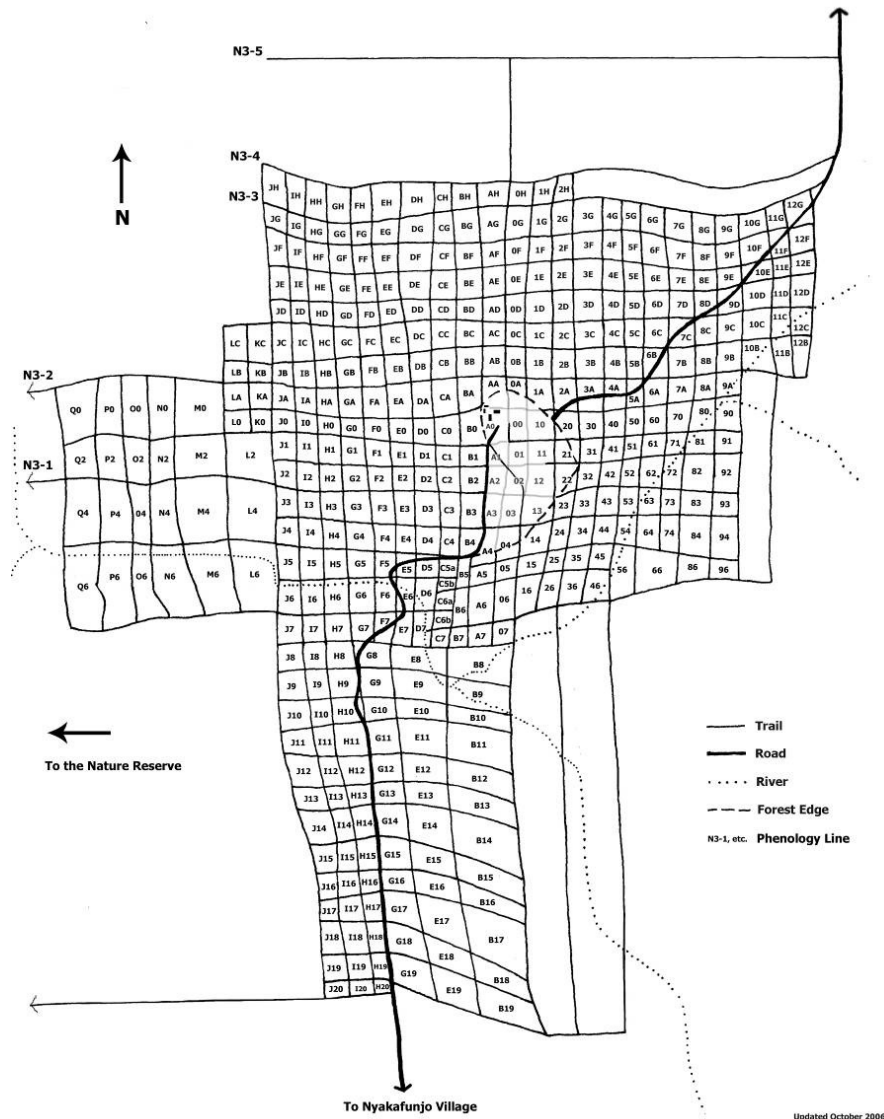 N3-5
N3-4
N3-3
JH IH HH GH FH EH DH CH BH AH 0H 1H 2H
JG IG HG GG FG EG DG CG BG AG 0G 1G 2G 3G 4G 5G 6G 7G 8G 9G 10G 11G 12G
JF IF HF GF FF EF DF CF BF AF 0F 1F 2F 3F 4F 5F 6F 7F 8F 9F 10F 11F 12F
JE IE HE GE FE EE DE CE BE AE 0E 1E 2E 3E 4E 5E 6E 7E 8E 9E 10E 11E 12E
JD ID HD GD FD ED DD CD BD AD 0D 1D 2D 3D 4D 5D 6D 7D 8D 9D 10D 11D 12D
LC KC JC IC HC GC FC EC DC CC BC AC 0C 1C 2C 3C 4C 5C 6C 7C 8C 9C 10C 11C 12C
LB KB JB IB HB GB FB EB DB CB BB AB 0B 1B 2B 3B 4B 5B 6B 7B 8B 9B 10B 11B 12B
N3-2
LA KA JA IA HA GA FA EA DA CA BA AA 0A 1A 2A 3A 4A 5A 6A 7A 8A 9A
Q0 P0 O0 N0 M0 L0 K0 J0 I0 H0 G0 F0 E0 D0 C0 B0 A0 00 10 20 30 40 50 60 70 80 90
J1 I1 H1 G1 F1 E1 D1 C1 B1 A1 01 11 21 31 41 51 61 71 81 91
N3-1
Q2 P2 O2 N2 M2 L2 J2 I2 H2 G2 F2 E2 D2 C2 B2 A2 02 12 22 32 42 52 62 72 82 92
J3 I3 H3 G3 F3 E3 D3 C3 B3 A3 03 13 23 33 43 53 63 73 83 93
Q4 P4 04 N4 M4 L4 J4 I4 H4 G4 F4 E4 D4 C4 B4 A4 04 14 24 34 44 54 64 74 84 94
J5 I5 H5 G5 F5 E5 D5 C5a C5b B5 A5 05 15 25 35 45
Q6 P6 O6 N6 M6 L6 J6 I6 H6 G6 F6 E6 D6 C6a C6b B6 A6 06 16 26 36 46 56 66 86 96
J7 I7 H7 G7 F7 E7 D7 C7 B7 A7 07
J8 I8 H8 G8 E8 B8
J9 I9 H9 G9 E9 B9
J10 I10 H10 G10 E10 B10
J11 I11 H11 G11 E11 B11
J12 I12 H12 G12 E12 B12
J13 I13 H13 G13 E13 B13
J14 I14 H14 G14 E14 B14
J15 I15 H15 G15 E15 B15
J16 I16 H16 G16 E16 B16
J17 I17 H17 G17 E17 B17
J18 I18 H18 G18 E18 B18
J19 I19 H19 G19 E19 B19
J20 I20 H20
N
To the Nature Reserve
Trail
Road
River
Forest Edge
N3-1, etc. Phenology Line
To Nyakafunjo Village
Updated October 2006